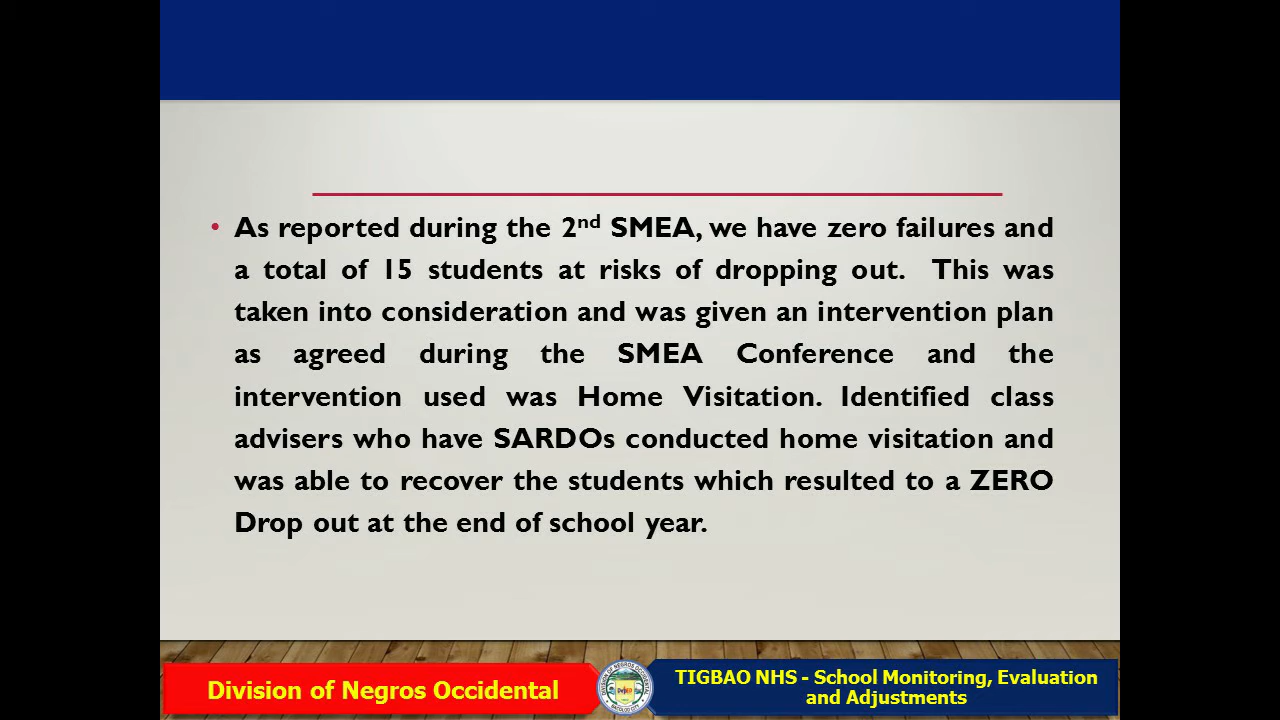 • As reported during the 2nd SMEA, we have zero failures and
a total of 15 students at risks of dropping out. This was
taken into consideration and was given an intervention plan
as agreed during the SMEA Conference and the
intervention used was Home Visitation. Identified class
advisers who have SARDOs conducted home visitation and
was able to recover the students which resulted to a ZERO
Drop out at the end of school year.
Division of Negros Occidental
TIGBAO NHS - School Monitoring, Evaluation
and Adjustments